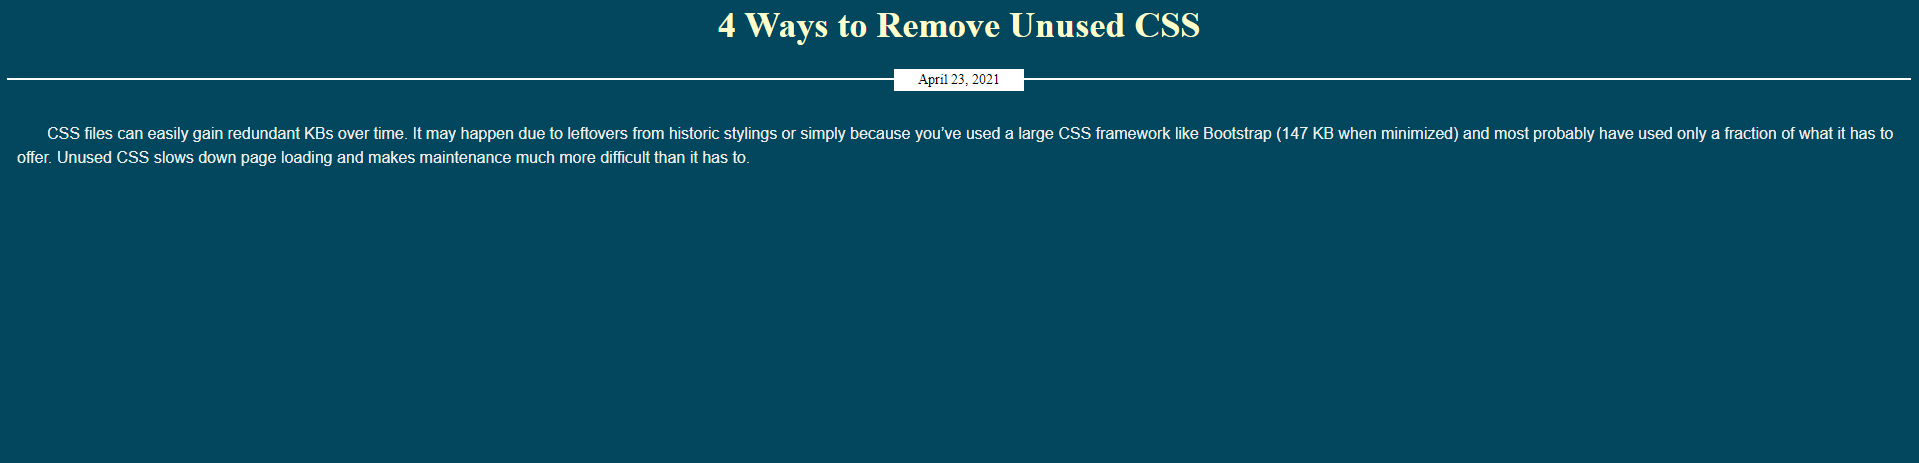 4 Ways to Remove Unused CSS
April 23, 2021
CSS files can easily gain redundant KBs over time. It may happen due to leftovers from historic stylings or simply because you’ve used a large CSS framework like Bootstrap (147 KB when minimized) and most probably have used only a fraction of what it has to
offer. Unused CSS slows down page loading and makes maintenance much more difficult than it has to.